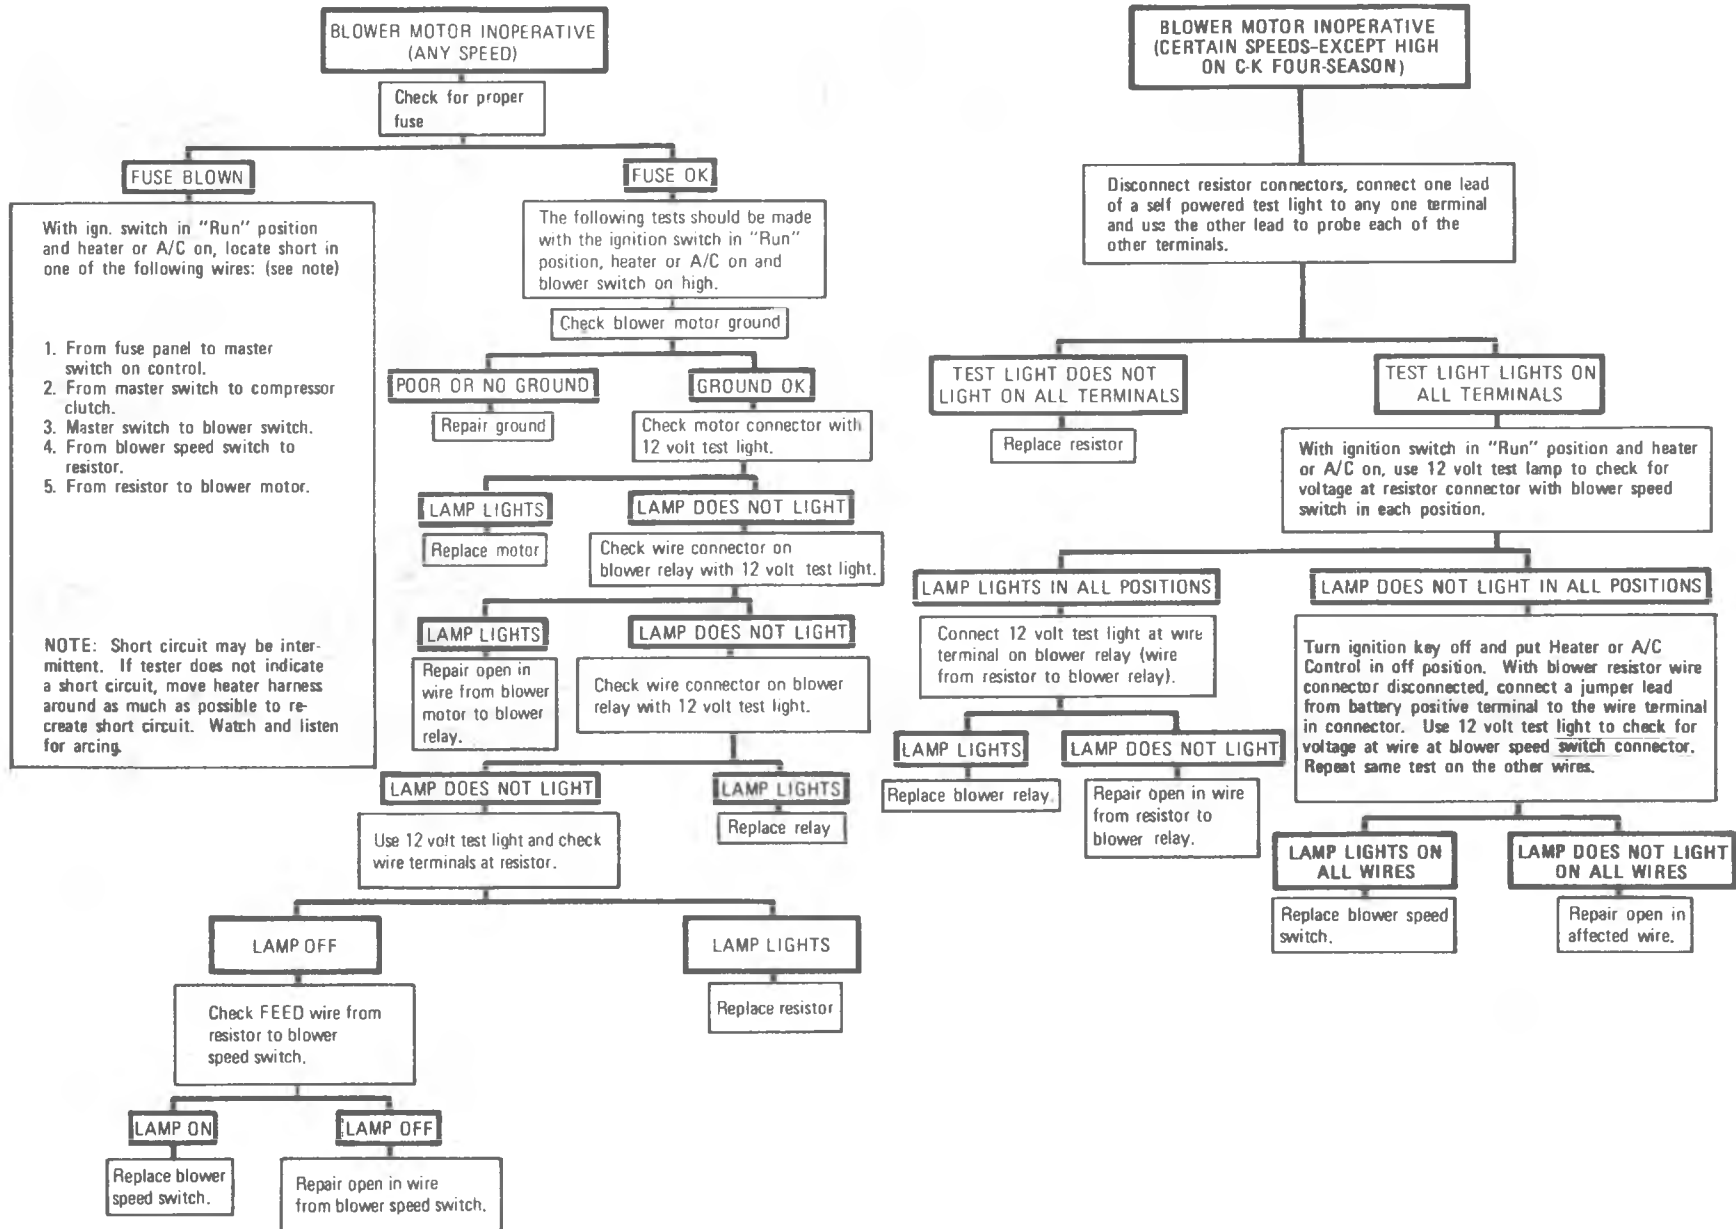 BLOWER MOTOR INOPERATIVE
(ANY SPEED)
Check for proper
fuse
FUSE BLOWN
With ign. switch in "Run" position
and heater or A/C on, locate short in
one of the following wires: (see note)
1. From fuse panel to master
switch on control.
2. From master switch to compressor
clutch.
3. Master switch to blower switch.
4. From blower speed switch to
resistor.
5. From resistor to blower motor.
NOTE: Short circuit may be inter-
mittent. If tester does not indicate
a short circuit, move heater harness
around as much as possible to re-
create short circuit. Watch and listen
for arcing.
FUSE OK
The following tests should be made
with the ignition switch in "Run"
position, heater or A/C on and
blower switch on high.
Check blower motor ground
POOR OR NO GROUND
Repair ground
GROUND OK
Check motor connector with
12 volt test light.
LAMP LIGHTS
Replace motor
LAMP DOES NOT LIGHT
Check wire connector on
blower relay with 12 volt test light.
LAMP LIGHTS
Repair open in
wire from blower
motor to blower
relay.
LAMP DOES NOT LIGHT
Check wire connector on blower
relay with 12 volt test light.
LAMP DOES NOT LIGHT
Use 12 volt test light and check
wire terminals at resistor.
LAMP LIGHTS
Replace relay
LAMP OFF
Check FEED wire from
resistor to blower
speed switch.
LAMP LIGHTS
Replace resistor
LAMP ON
Replace blower
speed switch.
LAMP OFF
Repair open in wire
from blower speed switch.
BLOWER MOTOR INOPERATIVE
(CERTAIN SPEEDS-EXCEPT HIGH
ON C-K FOUR-SEASON)
Disconnect resistor connectors, connect one lead
of a self powered test light to any one terminal
and use the other lead to probe each of the
other terminals.
TEST LIGHT DOES NOT
LIGHT ON ALL TERMINALS
Replace resistor
TEST LIGHT LIGHTS ON
ALL TERMINALS
With ignition switch in "Run" position and heater
or A/C on, use 12 volt test lamp to check for
voltage at resistor connector with blower speed
switch in each position.
LAMP LIGHTS IN ALL POSITIONS
Connect 12 volt test light at wire
terminal on blower relay (wire
from resistor to blower relay).
LAMP LIGHTS
Replace blower relay.
LAMP DOES NOT LIGHT
Repair open in wire
from resistor to
blower relay.
LAMP DOES NOT LIGHT IN ALL POSITIONS
Turn ignition key off and put Heater or A/C
Control in off position. With blower resistor wire
connector disconnected, connect a jumper lead
from battery positive terminal to the wire terminal
in connector. Use 12 volt test light to check for
voltage at wire at blower speed switch connector.
Repeat same test on the other wires.
LAMP LIGHTS ON
ALL WIRES
Replace blower speed
switch.
LAMP DOES NOT LIGHT
ON ALL WIRES
Repair open in
affected wire.